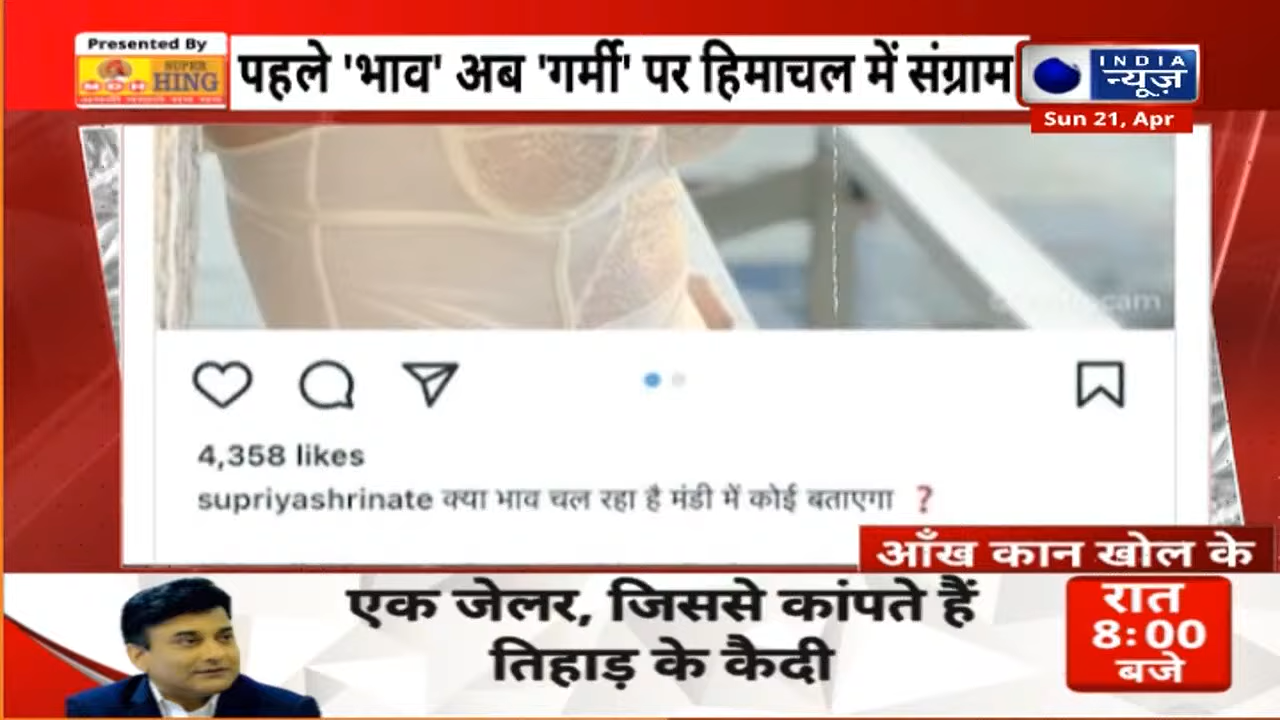 Presented By
SUPER
MDH HING
पहले 'भाव' अब 'गर्मी' पर हिमाचल में संग्राम
INDIA
न्यूज़
Sun 21, Apr
4,358 likes
supriyashrinate क्या भाव चल रहा है मंडी में कोई बताएगा ❓
आँख कान खोल के
एक जेलर, जिससे कांपते हैं
तिहाड़ के कैदी
रात
8:00
बजे